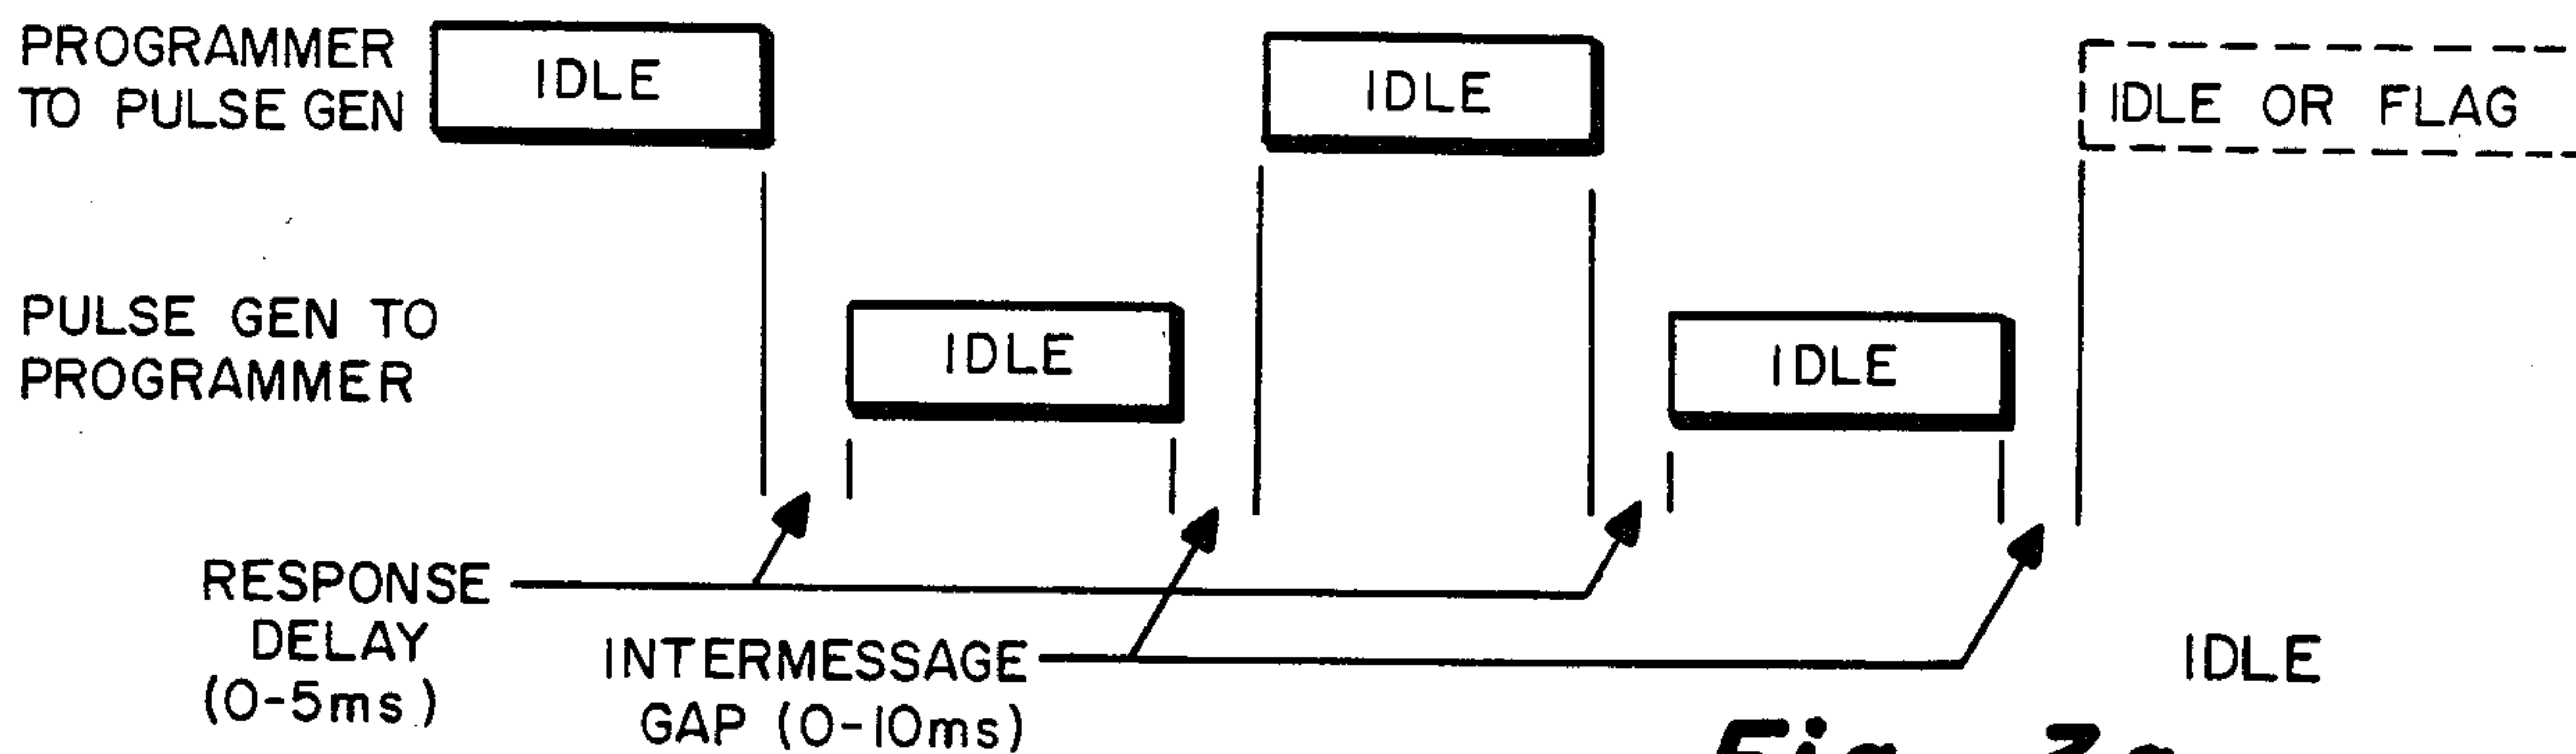 PROGRAMMER
TO PULSE GEN
IDLE
IDLE
IDLE OR FLAG
PULSE GEN TO
PROGRAMMER
IDLE
IDLE
RESPONSE
DELAY
(0-5ms)
INTERMESSAGE
GAP (0-10ms)
IDLE